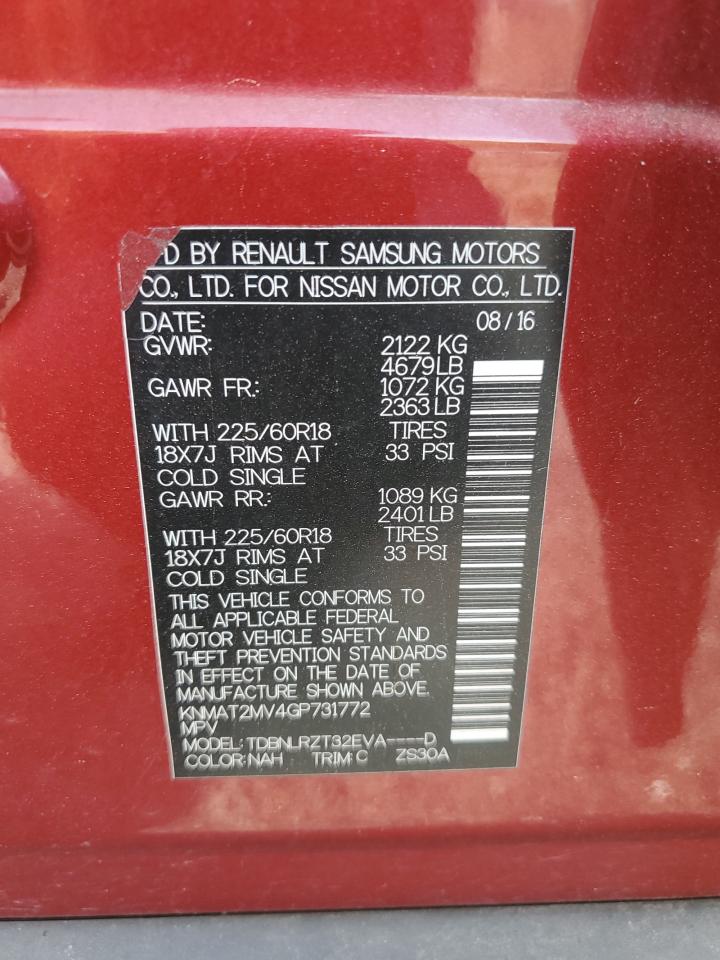 BY RENAULT SAMSUNG MOTORS
CO., LTD. FOR NISSAN MOTOR CO., LTD.
DATE: 08/16
GVWR: 2122 KG
4679 LB
GAWR FR.: 1072 KG
2363 LB
WITH 225/60R18 TIRES
18X7J RIMS AT 33 PSI
COLD SINGLE
GAWR RR.: 1089 KG
2401 LB
WITH 225/60R18 TIRES
18X7J RIMS AT 33 PSI
COLD SINGLE
THIS VEHICLE CONFORMS TO
ALL APPLICABLE FEDERAL
MOTOR VEHICLE SAFETY AND
THEFT PREVENTION STANDARDS
IN EFFECT ON THE DATE OF
MANUFACTURE SHOWN ABOVE.
KNMAT2MV4GP731772
MPV
MODEL: TDBNLRZT32EVA----D
COLOR: NAH TRIM: C ZS30A